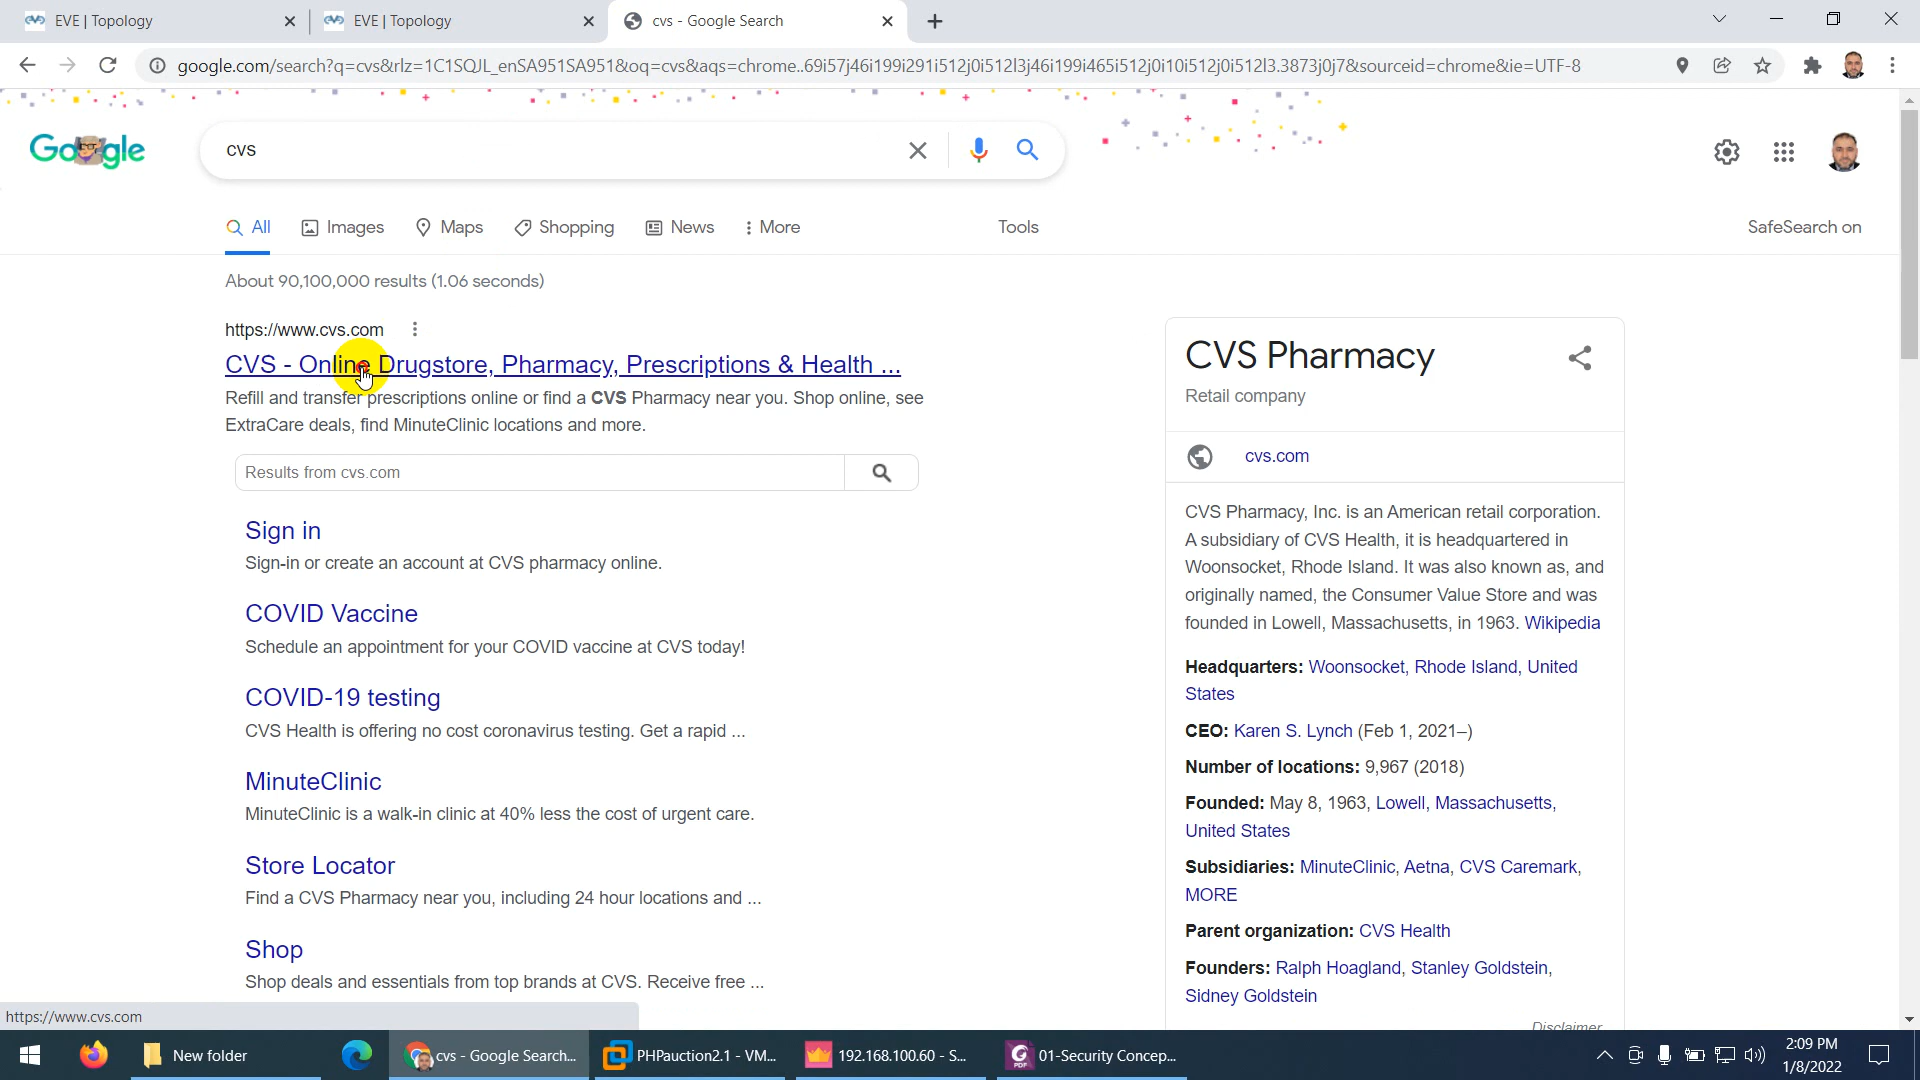 EVE | Topology
EVE | Topology
cvs - Google Search
google.com/search?q=cvs&rlz=1C1SQJL_enSA951SA951&oq=cvs&aqs=chrome..69i57j46i199i291i512j0i512l3j46i199i465i512j0i10i512j0i512l3.3873j0j7&sourceid=chrome&ie=UTF-8
Google
cvs
All
Images
Maps
Shopping
News
More
Tools
SafeSearch on
About 90,100,000 results (1.06 seconds)
https://www.cvs.com
CVS - Online Drugstore, Pharmacy, Prescriptions & Health ...
Refill and transfer prescriptions online or find a CVS Pharmacy near you. Shop online, see
ExtraCare deals, find MinuteClinic locations and more.
Results from cvs.com
Sign in
Sign-in or create an account at CVS pharmacy online.
COVID Vaccine
Schedule an appointment for your COVID vaccine at CVS today!
COVID-19 testing
CVS Health is offering no cost coronavirus testing. Get a rapid ...
MinuteClinic
MinuteClinic is a walk-in clinic at 40% less the cost of urgent care.
Store Locator
Find a CVS Pharmacy near you, including 24 hour locations and ...
Shop
Shop deals and essentials from top brands at CVS. Receive free ...
CVS Pharmacy
Retail company
cvs.com
CVS Pharmacy, Inc. is an American retail corporation.
A subsidiary of CVS Health, it is headquartered in
Woonsocket, Rhode Island. It was also known as, and
originally named, the Consumer Value Store and was
founded in Lowell, Massachusetts, in 1963. Wikipedia
Headquarters: Woonsocket, Rhode Island, United
States
CEO: Karen S. Lynch (Feb 1, 2021–)
Number of locations: 9,967 (2018)
Founded: May 8, 1963, Lowell, Massachusetts,
United States
Subsidiaries: MinuteClinic, Aetna, CVS Caremark,
MORE
Parent organization: CVS Health
Founders: Ralph Hoagland, Stanley Goldstein,
Sidney Goldstein
Disclaimer
https://www.cvs.com
New folder
cvs - Google Search...
PHPauction2.1 - VM...
192.168.100.60 - S...
PDF
01-Security Concep...
2:09 PM
1/8/2022